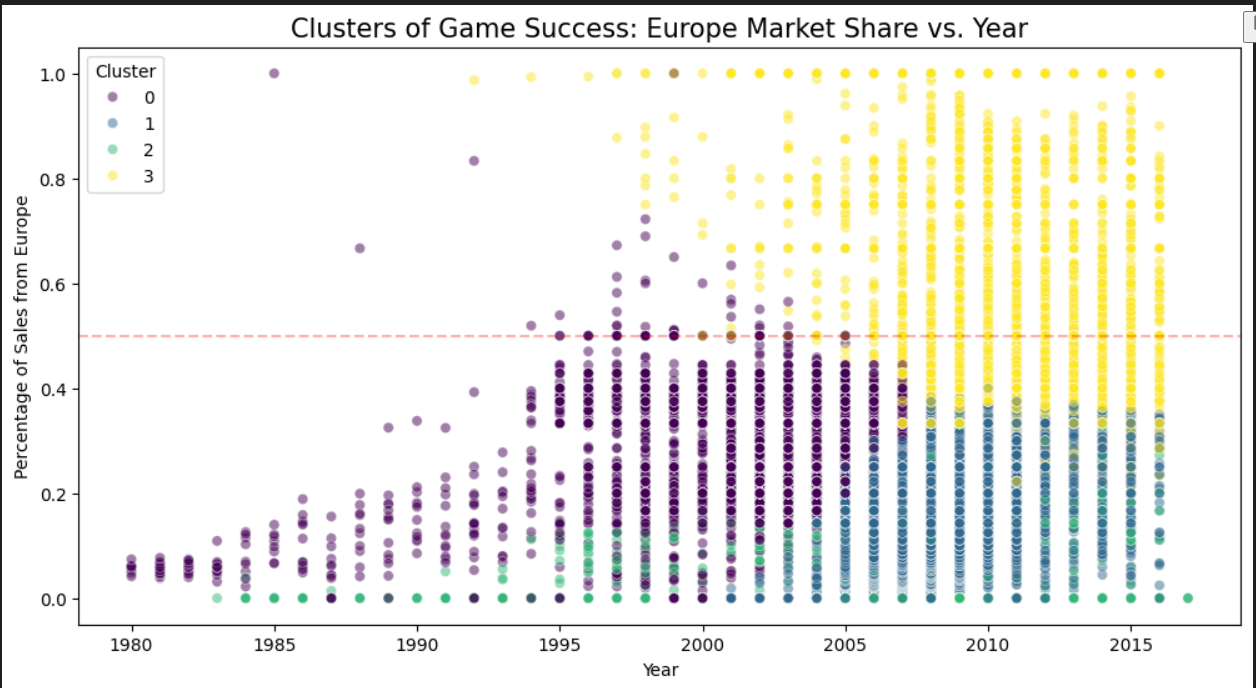 Clusters of Game Success: Europe Market Share vs. Year
Cluster
0
1
2
3
1.0
0.8
0.6
0.4
0.2
0.0
Percentage of Sales from Europe
1980 1985 1990 1995 2000 2005 2010 2015
Year